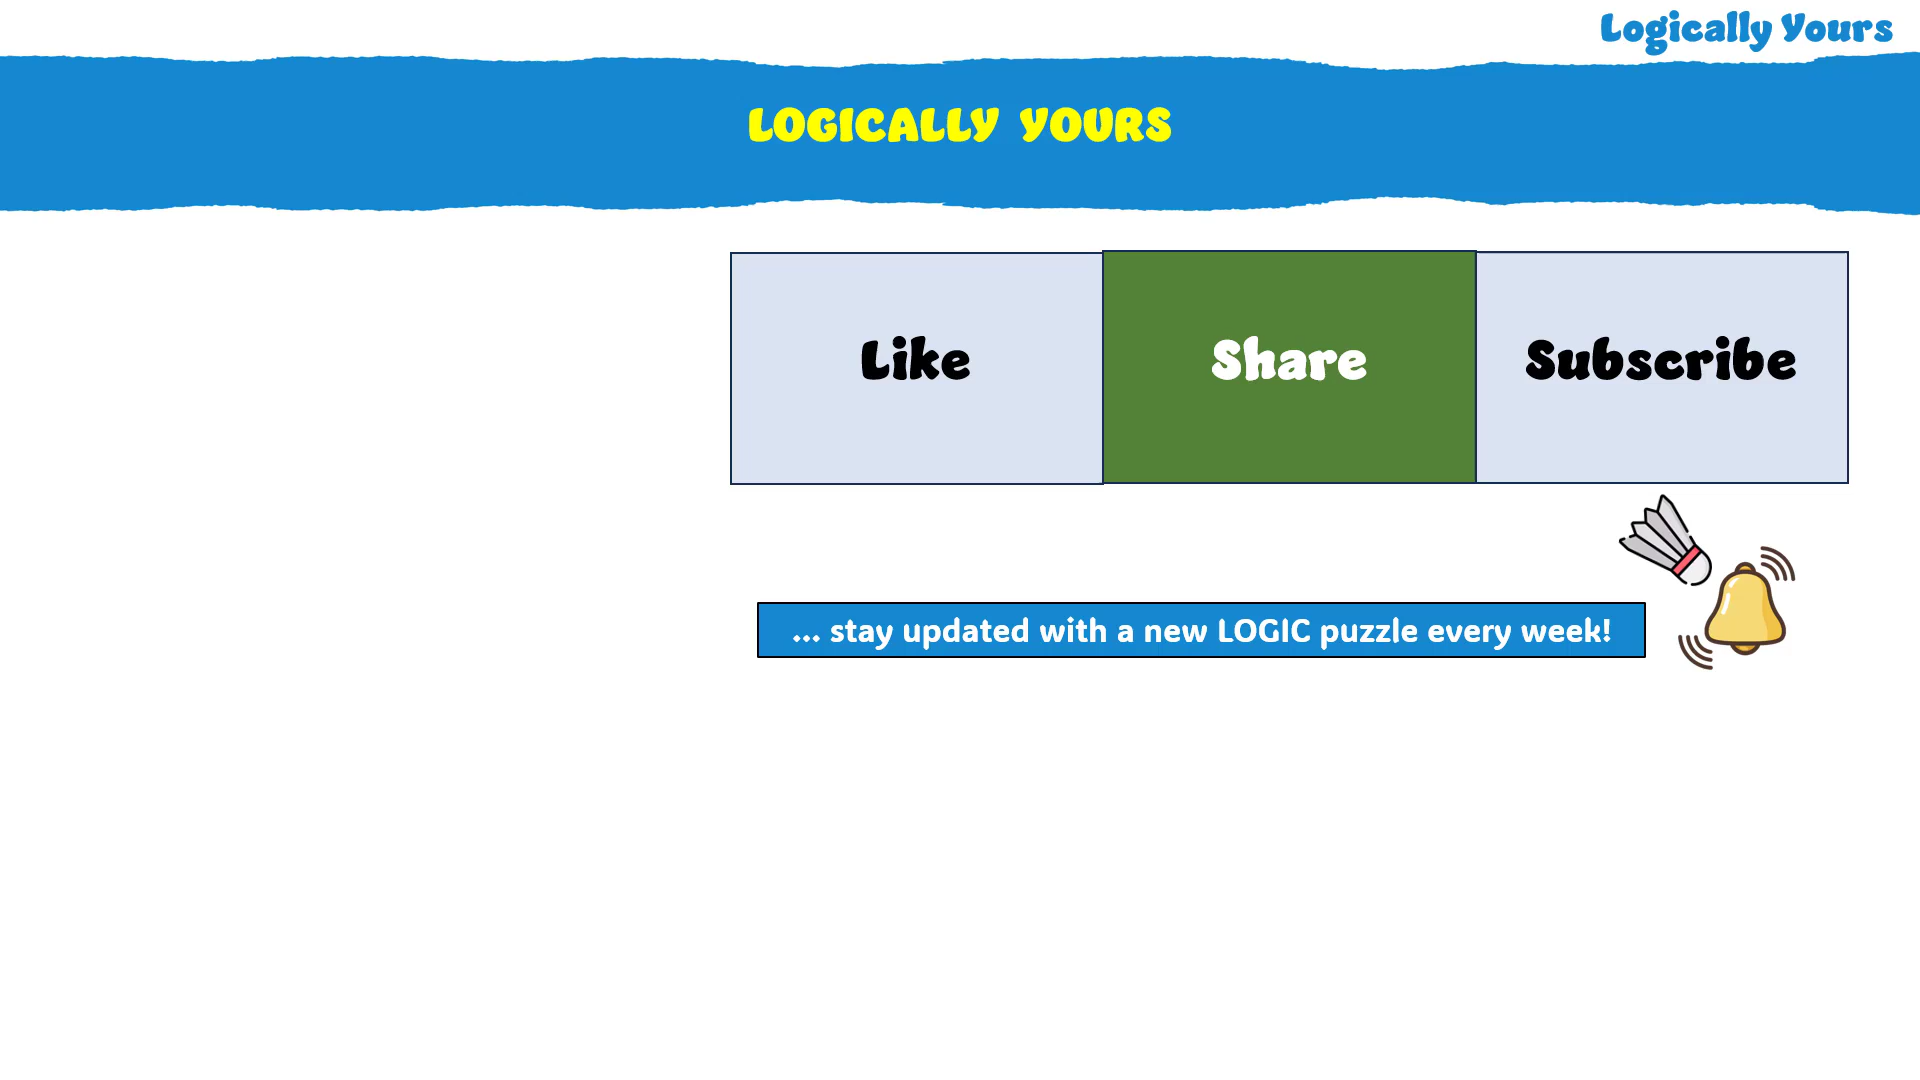 Logically Yours
LOGICALLY YOURS
Like
Share
Subscribe
... stay updated with a new LOGIC puzzle every week!